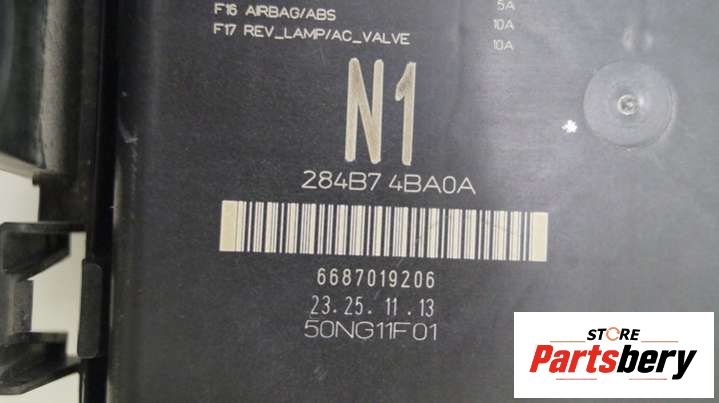 5A
F16 AIRBAG/ABS 10A
F17 REV_LAMP/AC_VALVE 10A
N1
284B7 4BA0A
6687019206
23.25.11.13
50NG11F01
STORE
Partsbery